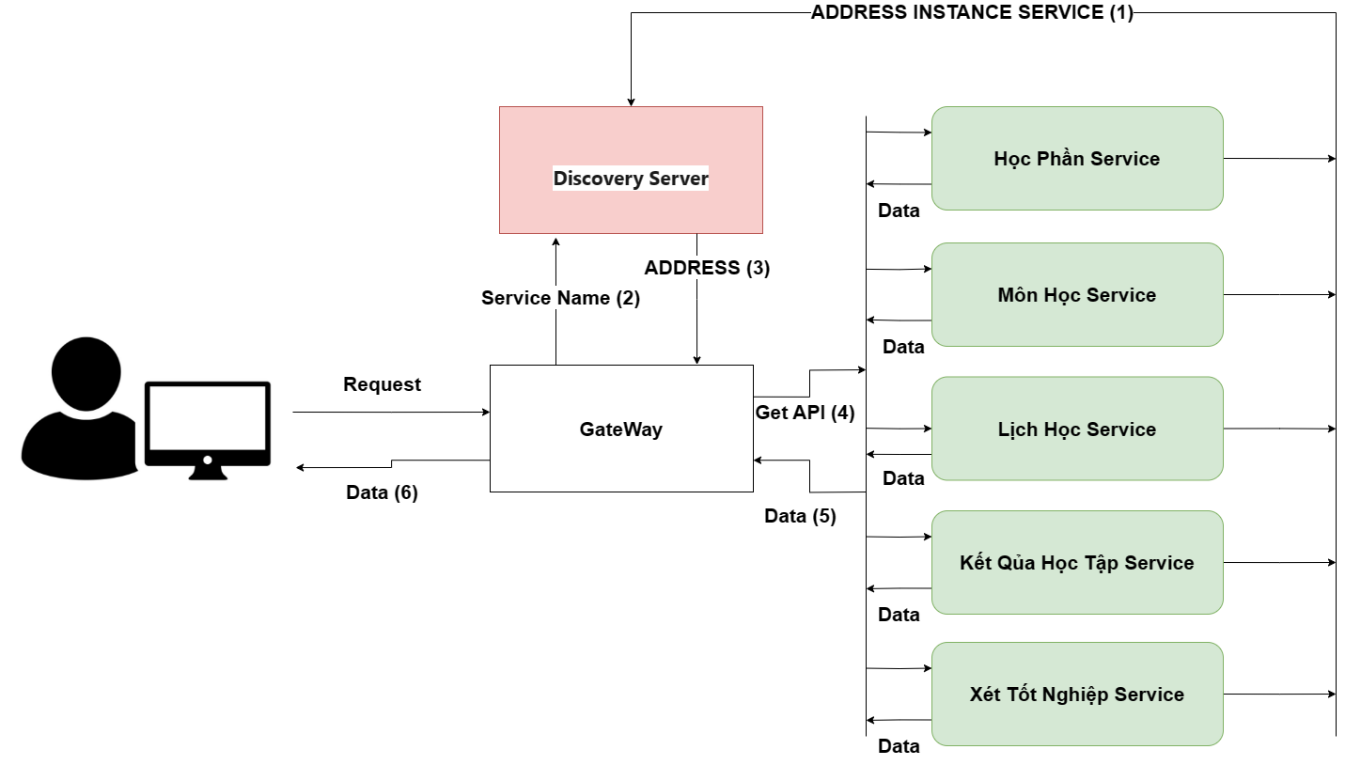 ADDRESS INSTANCE SERVICE (1)
Discovery Server
Học Phần Service
Data
ADDRESS (3)
Service Name (2)
Môn Học Service
Data
Request
GateWay
Get API (4)
Lịch Học Service
Data
Data (6)
Data (5)
Kết Qủa Học Tập Service
Data
Xét Tốt Nghiệp Service
Data